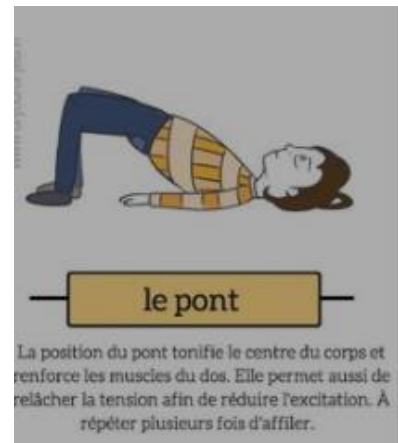 le pont
La position du pont tonifie le centre du corps et
renforce les muscles du dos. Elle permet aussi de
relâcher la tension afin de réduire l'excitation. À
répéter plusieurs fois d'affiler.